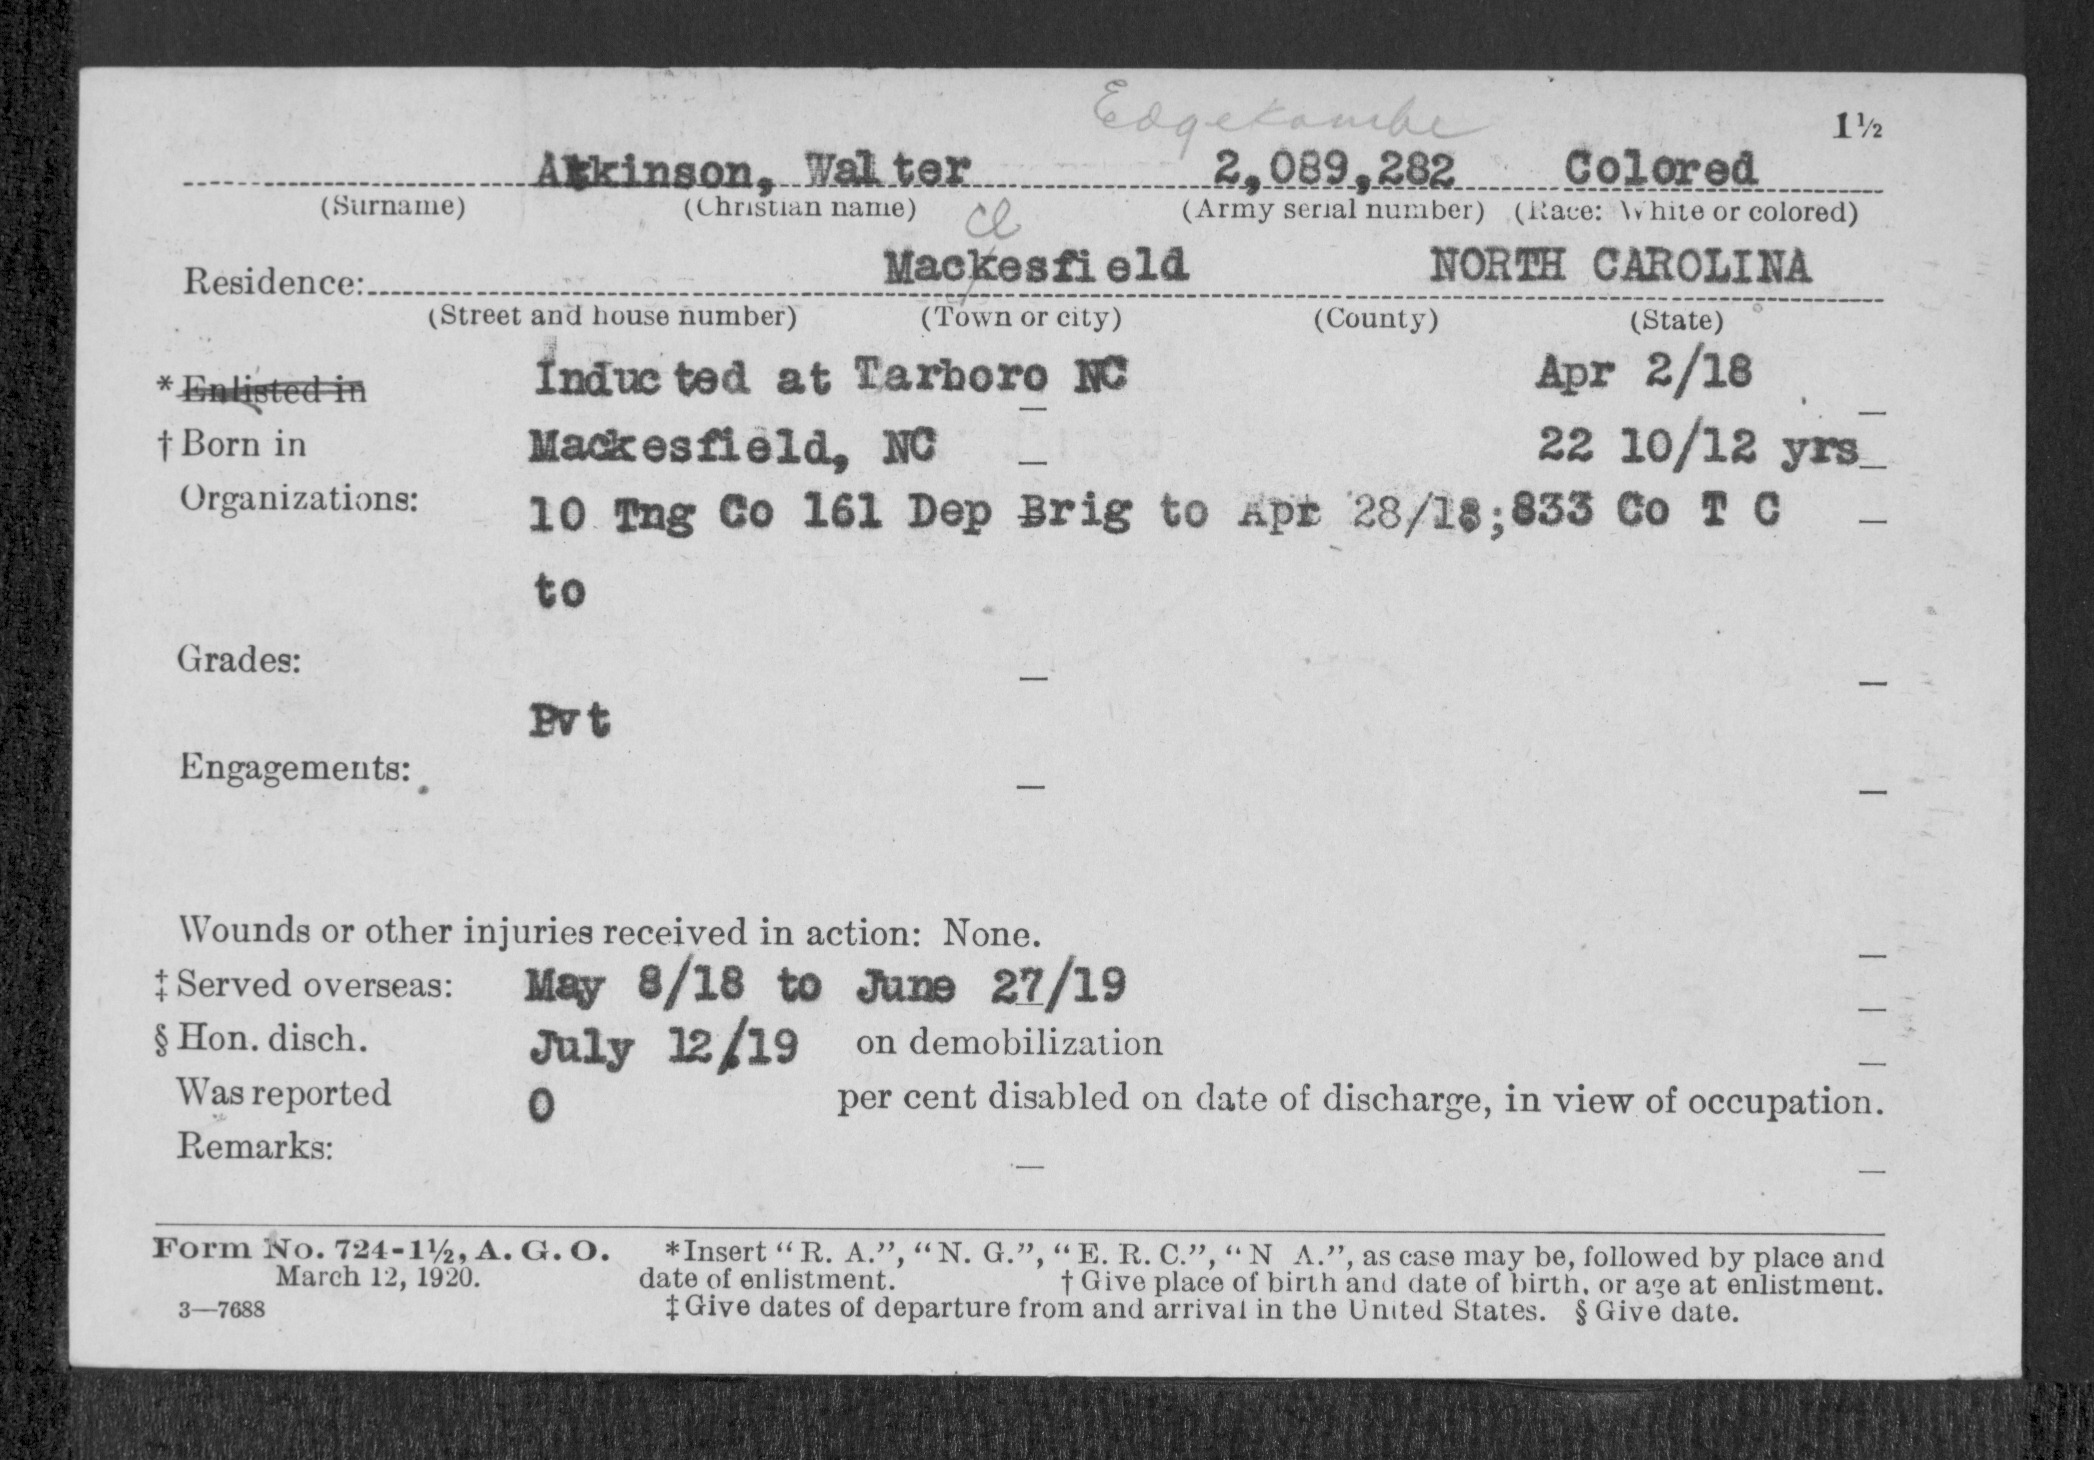 Edgekombe
1½
Atkinson, Walter 2,089,282 Colored
(Surname) (Christian name) (Army serial number) (Race: White or colored)
cl
Residence: Mackesfield NORTH CAROLINA
(Street and house number) (Town or city) (County) (State)
* Enlisted in Inducted at Tarboro NC Apr 2/18
† Born in Mackesfield, NC 22 10/12 yrs
Organizations: 10 Tng Co 161 Dep Brig to Apr 28/18;833 Co T C
to
Grades:
Pvt
Engagements:
Wounds or other injuries received in action: None.
‡ Served overseas: May 8/18 to June 27/19
§ Hon. disch. July 12/19 on demobilization
Was reported 0 per cent disabled on date of discharge, in view of occupation.
Remarks:
Form No. 724-1½, A. G. O. *Insert "R. A.", "N. G.", "E. R. C.", "N A.", as case may be, followed by place and
March 12, 1920. date of enlistment. † Give place of birth and date of birth, or age at enlistment.
3—7688 ‡ Give dates of departure from and arrival in the United States. § Give date.